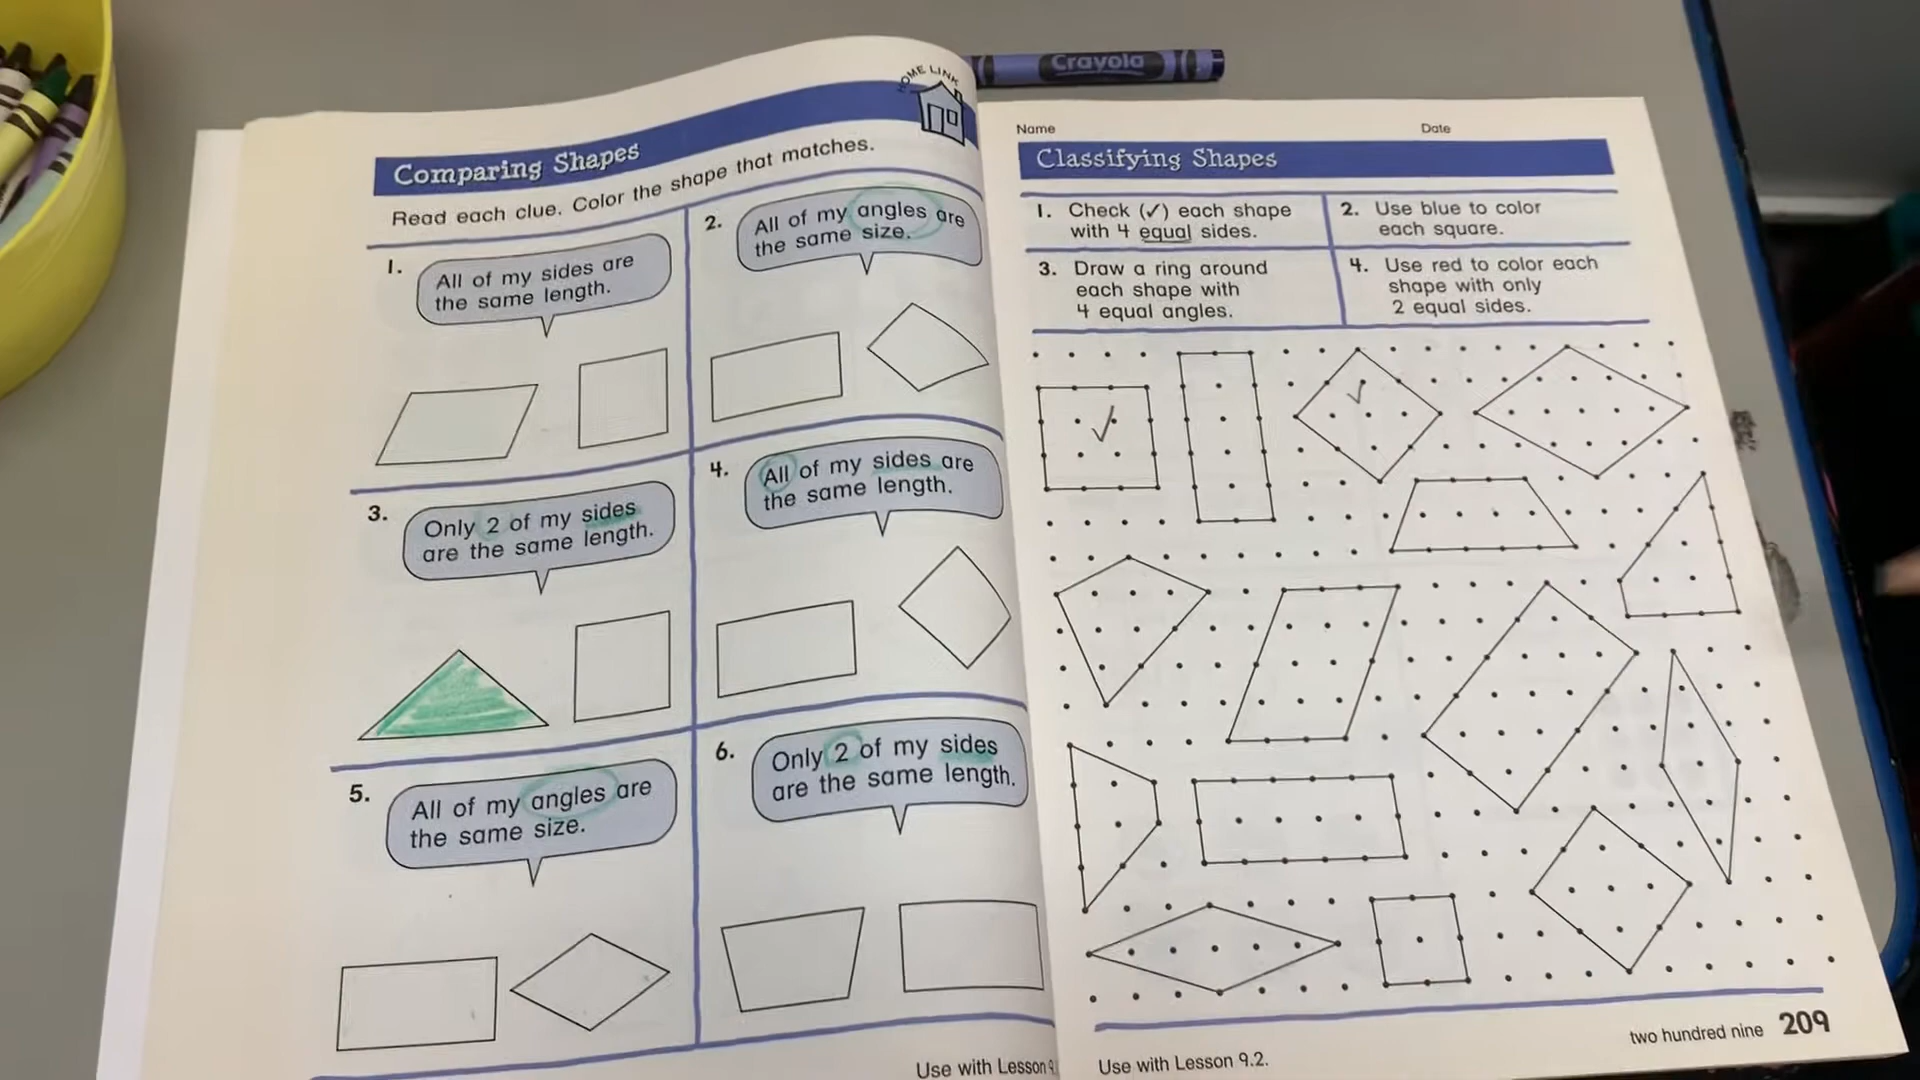 Crayola
HOME LINK
Comparing Shapes
Read each clue. Color the shape that matches.
1.
All of my sides are
the same length.
2.
All of my angles are
the same size.
3.
Only 2 of my sides
are the same length.
4.
All of my sides are
the same length.
5.
All of my angles are
the same size.
6.
Only 2 of my sides
are the same length.
Use with Lesson 9.
Name
Date
Classifying Shapes
1. Check (✓) each shape
with 4 equal sides.
2. Use blue to color
each square.
3. Draw a ring around
each shape with
4 equal angles.
4. Use red to color each
shape with only
2 equal sides.
Use with Lesson 9.2.
two hundred nine 209